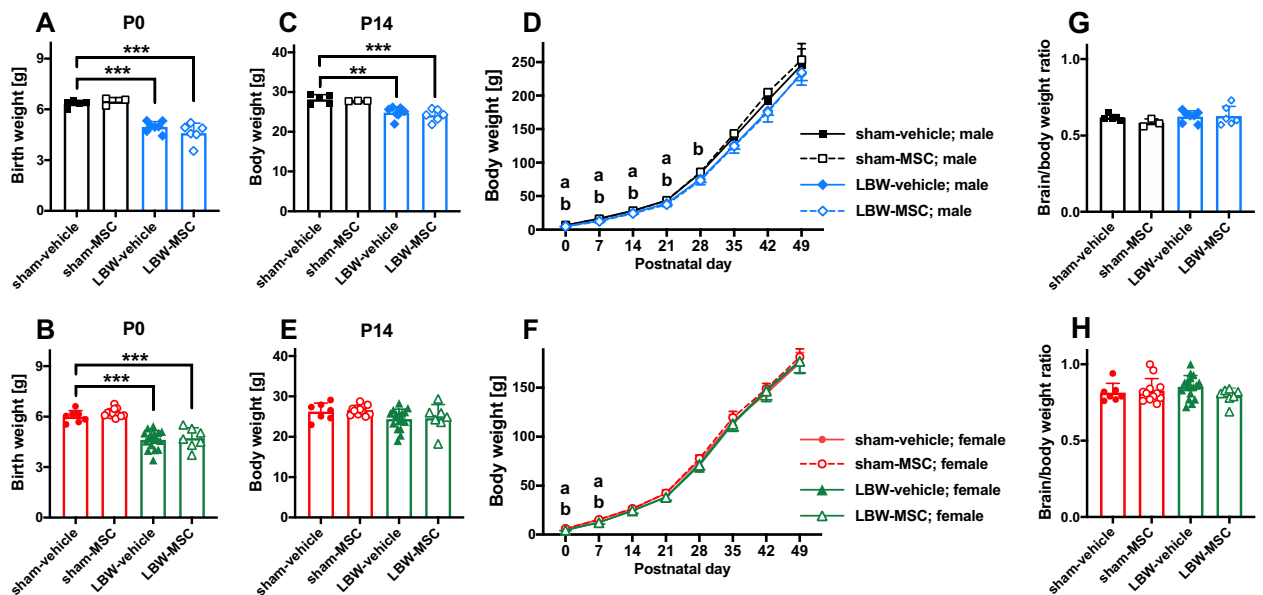 A
P0
Birth weight [g]
9
6
3
0
***
***
sham-vehicle
sham-MSC
LBW-vehicle
LBW-MSC
C
P14
Body weight [g]
40
30
20
10
0
***
**
sham-vehicle
sham-MSC
LBW-vehicle
LBW-MSC
D
Body weight [g]
250
200
150
100
50
0
a
b
a
b
a
b
a
b
b
0 7 14 21 28 35 42 49
Postnatal day
sham-vehicle; male
sham-MSC; male
LBW-vehicle; male
LBW-MSC; male
G
Brain/body weight ratio
1.0
0.5
0.0
sham-vehicle
sham-MSC
LBW-vehicle
LBW-MSC
B
P0
Birth weight [g]
9
6
3
0
***
***
sham-vehicle
sham-MSC
LBW-vehicle
LBW-MSC
E
P14
Body weight [g]
40
30
20
10
0
sham-vehicle
sham-MSC
LBW-vehicle
LBW-MSC
F
Body weight [g]
150
100
50
0
a
b
a
b
0 7 14 21 28 35 42 49
Postnatal day
sham-vehicle; female
sham-MSC; female
LBW-vehicle; female
LBW-MSC; female
H
Brain/body weight ratio
1.0
0.5
0.0
sham-vehicle
sham-MSC
LBW-vehicle
LBW-MSC